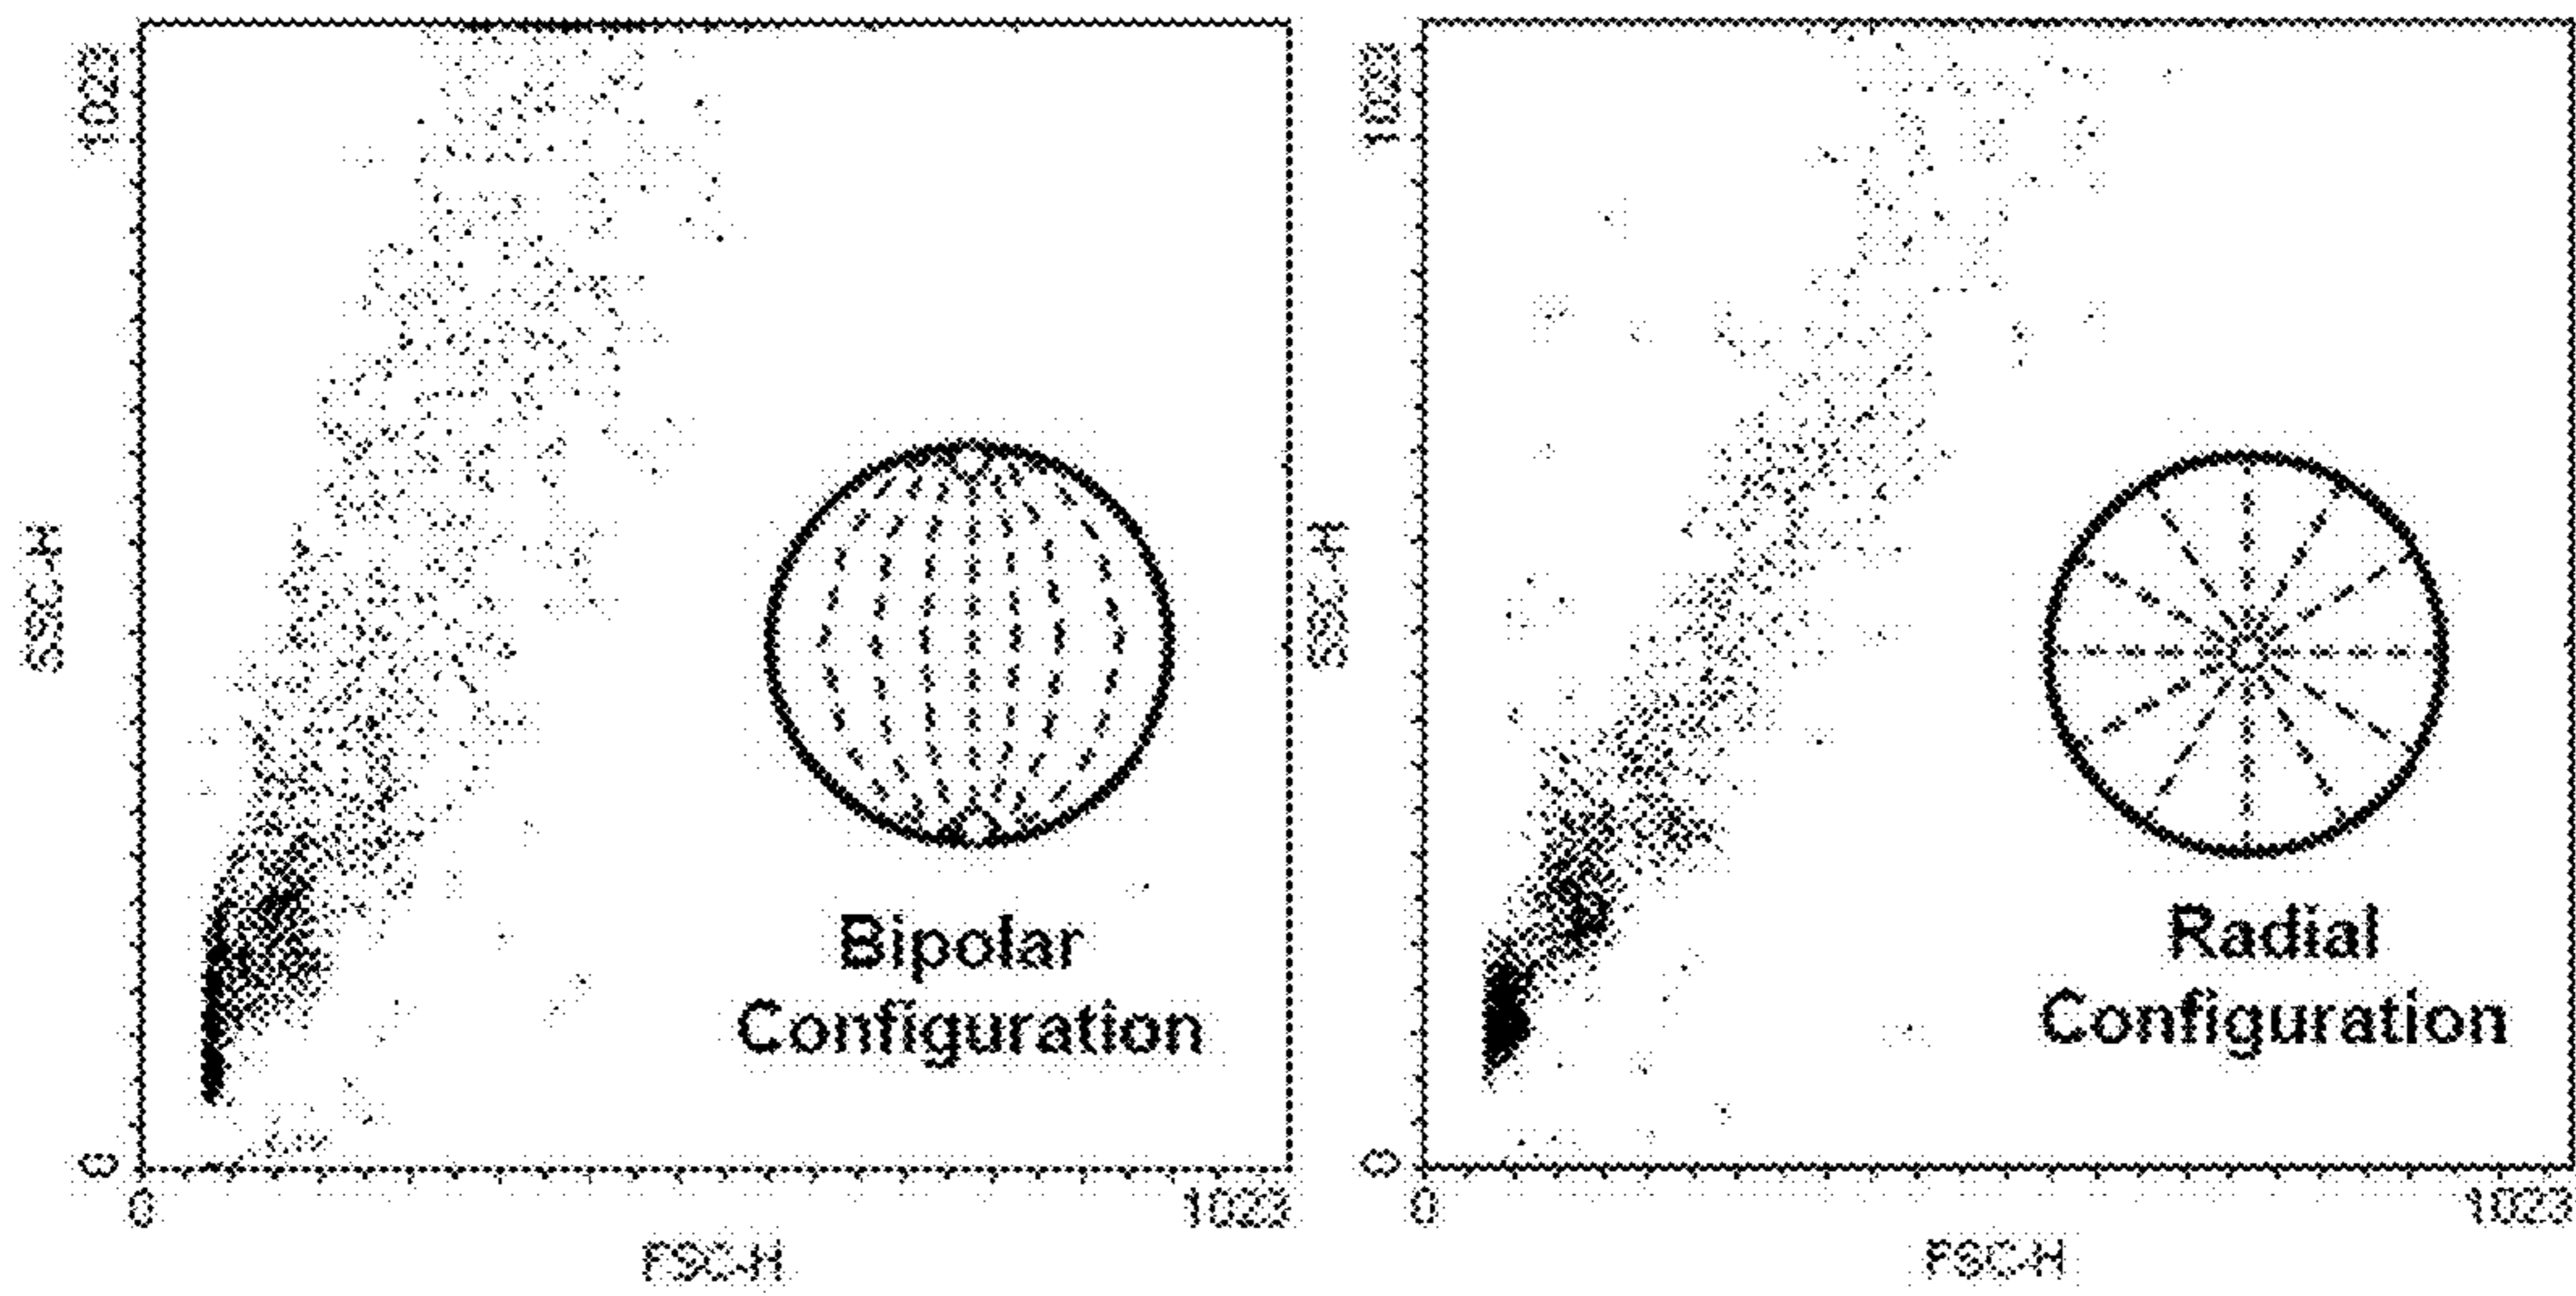 1023
SSC-H
0
0
1023
FSC-H
Bipolar
Configuration
1023
SSC-H
0
0
1023
FSC-H
Radial
Configuration